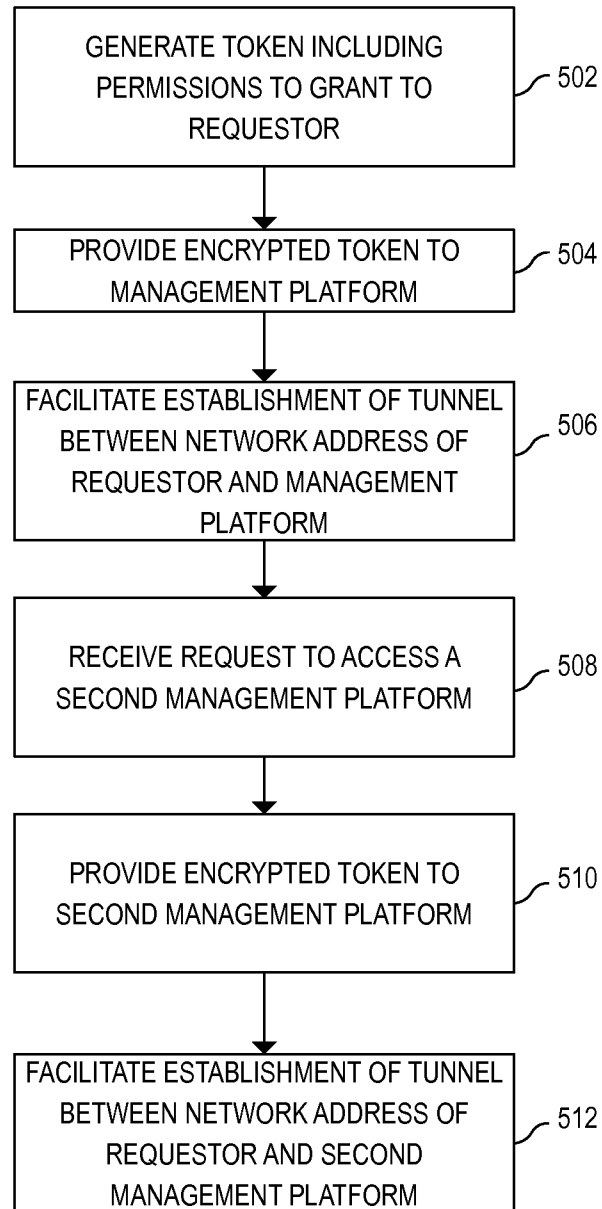 GENERATE TOKEN INCLUDING
PERMISSIONS TO GRANT TO
REQUESTOR
502
PROVIDE ENCRYPTED TOKEN TO
MANAGEMENT PLATFORM
504
FACILITATE ESTABLISHMENT OF TUNNEL
BETWEEN NETWORK ADDRESS OF
REQUESTOR AND MANAGEMENT
PLATFORM
506
RECEIVE REQUEST TO ACCESS A
SECOND MANAGEMENT PLATFORM
508
PROVIDE ENCRYPTED TOKEN TO
SECOND MANAGEMENT PLATFORM
510
FACILITATE ESTABLISHMENT OF TUNNEL
BETWEEN NETWORK ADDRESS OF
REQUESTOR AND SECOND
MANAGEMENT PLATFORM
512